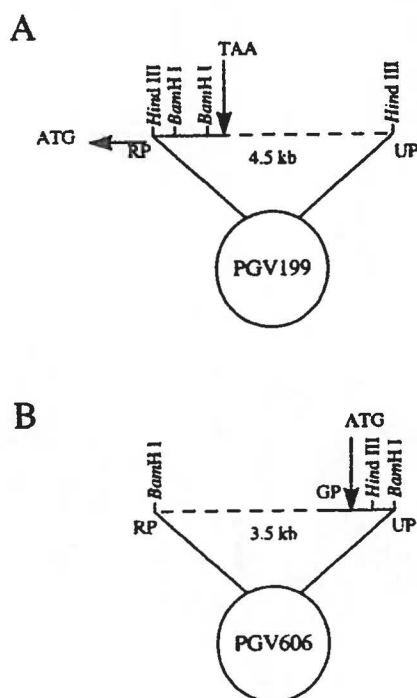 A
TAA
Hind III
BamH I
BamH I
Hind III
ATG
RP
UP
4.5 kb
PGV199
B
ATG
BamH I
GP
Hind III
BamH I
RP
UP
3.5 kb
PGV606